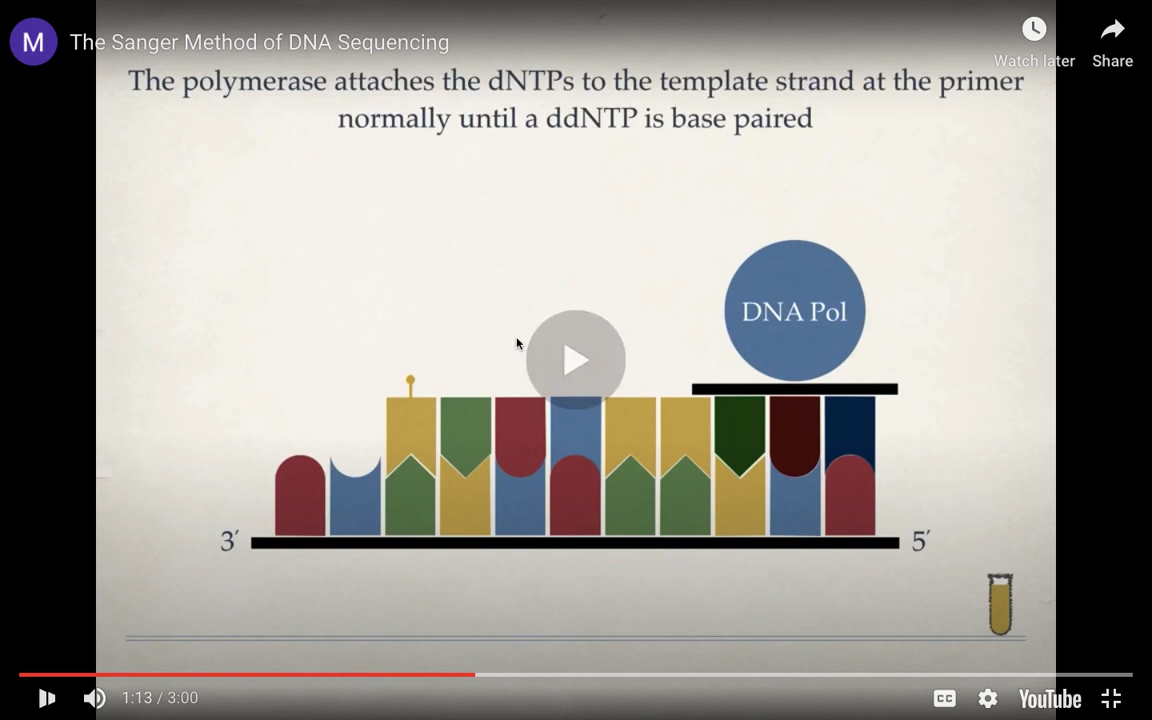 M
The Sanger Method of DNA Sequencing
Watch later
Share
The polymerase attaches the dNTPs to the template strand at the primer
normally until a ddNTP is base paired
DNA Pol
3′
5′
1:13 / 3:00
CC
YouTube